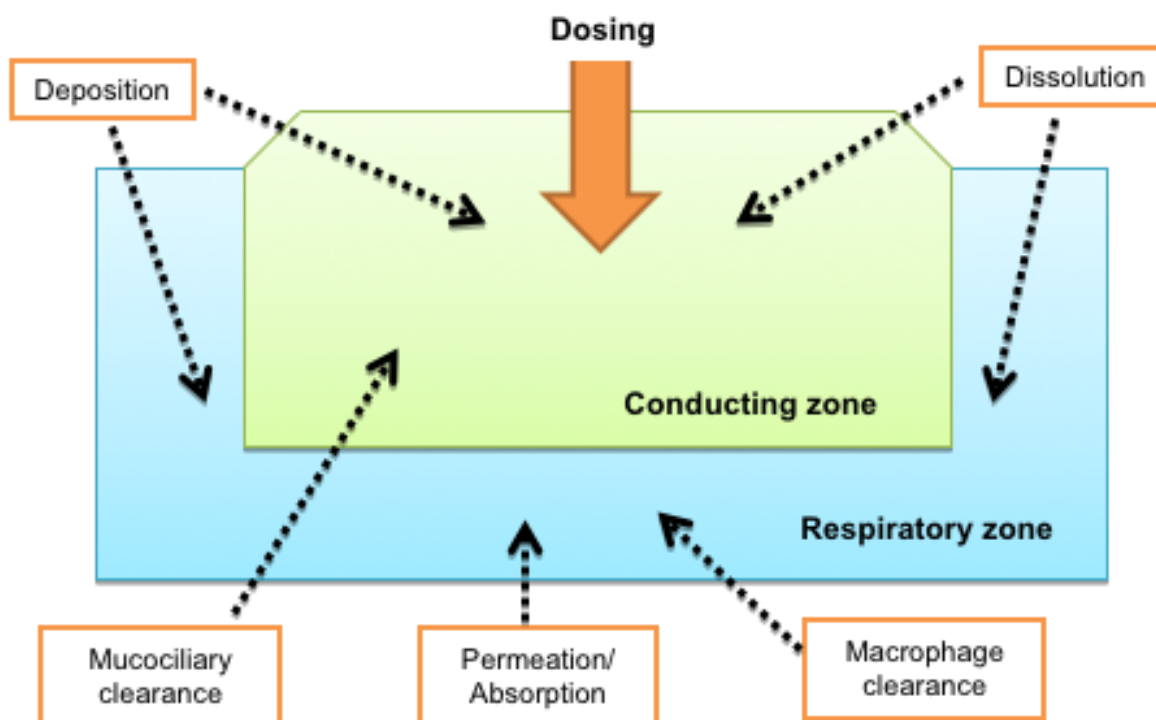 Dosing
Deposition
Dissolution
Conducting zone
Respiratory zone
Mucociliary
clearance
Permeation/
Absorption
Macrophage
clearance